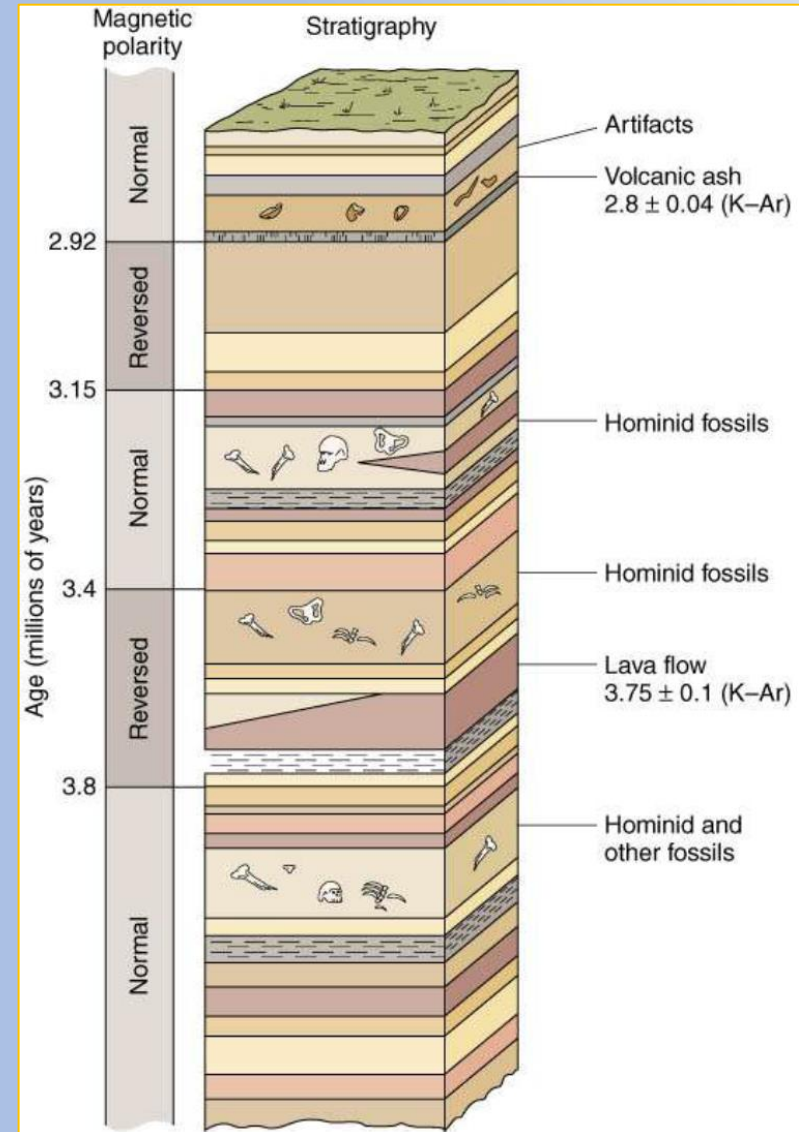 Magnetic
polarity
Stratigraphy
Normal
Reversed
Normal
Reversed
Normal
2.92
3.15
3.4
3.8
Age (millions of years)
Artifacts
Volcanic ash
2.8 ± 0.04 (K–Ar)
Hominid fossils
Hominid fossils
Lava flow
3.75 ± 0.1 (K–Ar)
Hominid and
other fossils